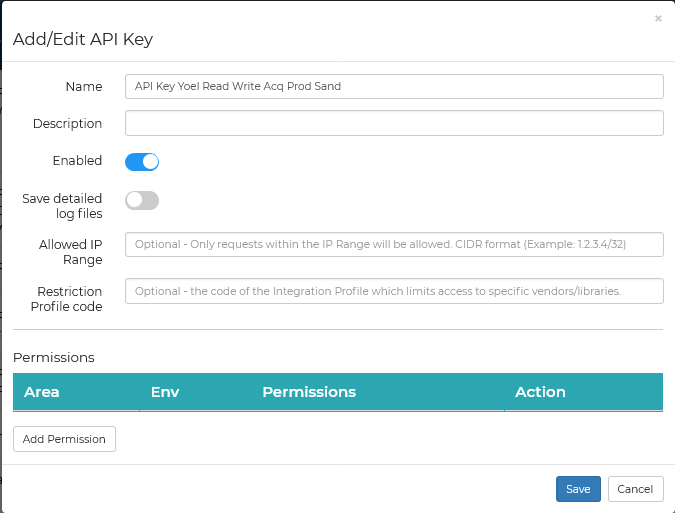 ×
Add/Edit API Key
Name
API Key Yoel Read Write Acq Prod Sand
Description
Enabled
Save detailed
log files
Allowed IP
Range
Optional - Only requests within the IP Range will be allowed. CIDR format (Example: 1.2.3.4/32)
Restriction
Profile code
Optional - the code of the Integration Profile which limits access to specific vendors/libraries.
Permissions
Area Env Permissions Action
Add Permission
Save Cancel